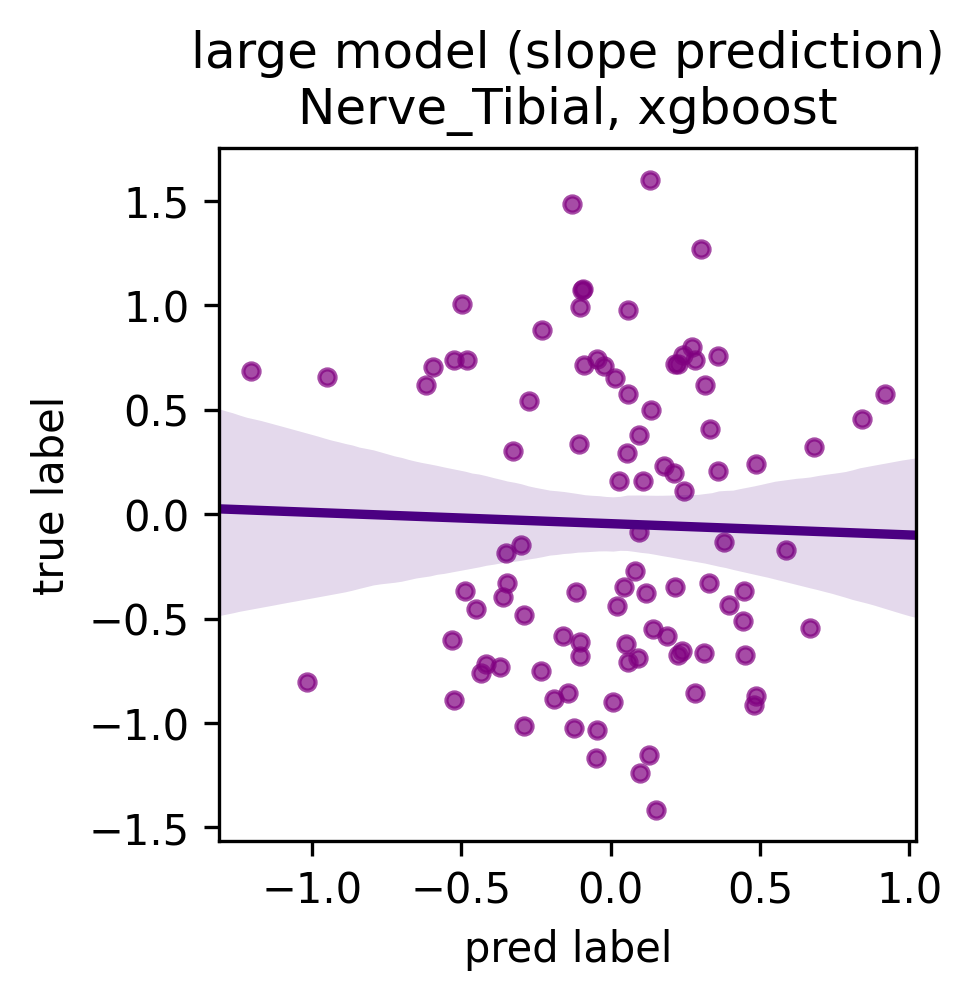 large model (slope prediction)
Nerve_Tibial, xgboost
1.5
1.0
0.5
0.0
−0.5
−1.0
−1.5
true label
−1.0 −0.5 0.0 0.5 1.0
pred label